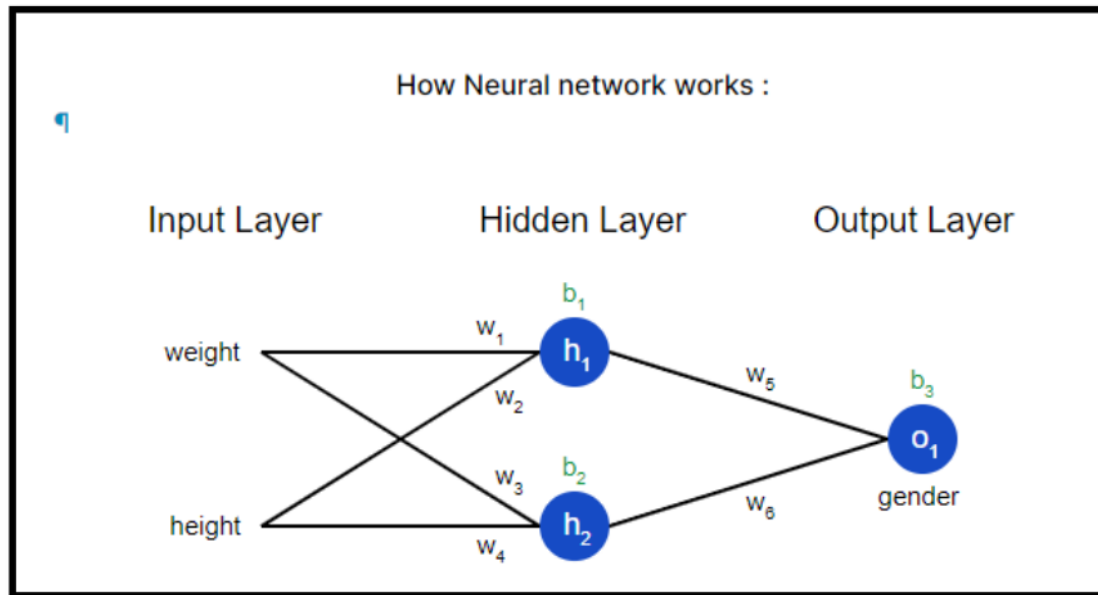 How Neural network works :
¶
Input Layer Hidden Layer Output Layer
b₁
weight w₁ h₁
w₂ w₅ b₃
o₁
w₃ b₂ gender
height h₂ w₆
w₄